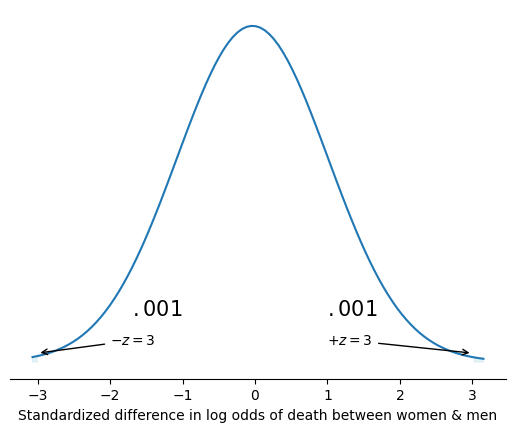 .001 .001
−z = 3 +z = 3
−3 −2 −1 0 1 2 3
Standardized difference in log odds of death between women & men